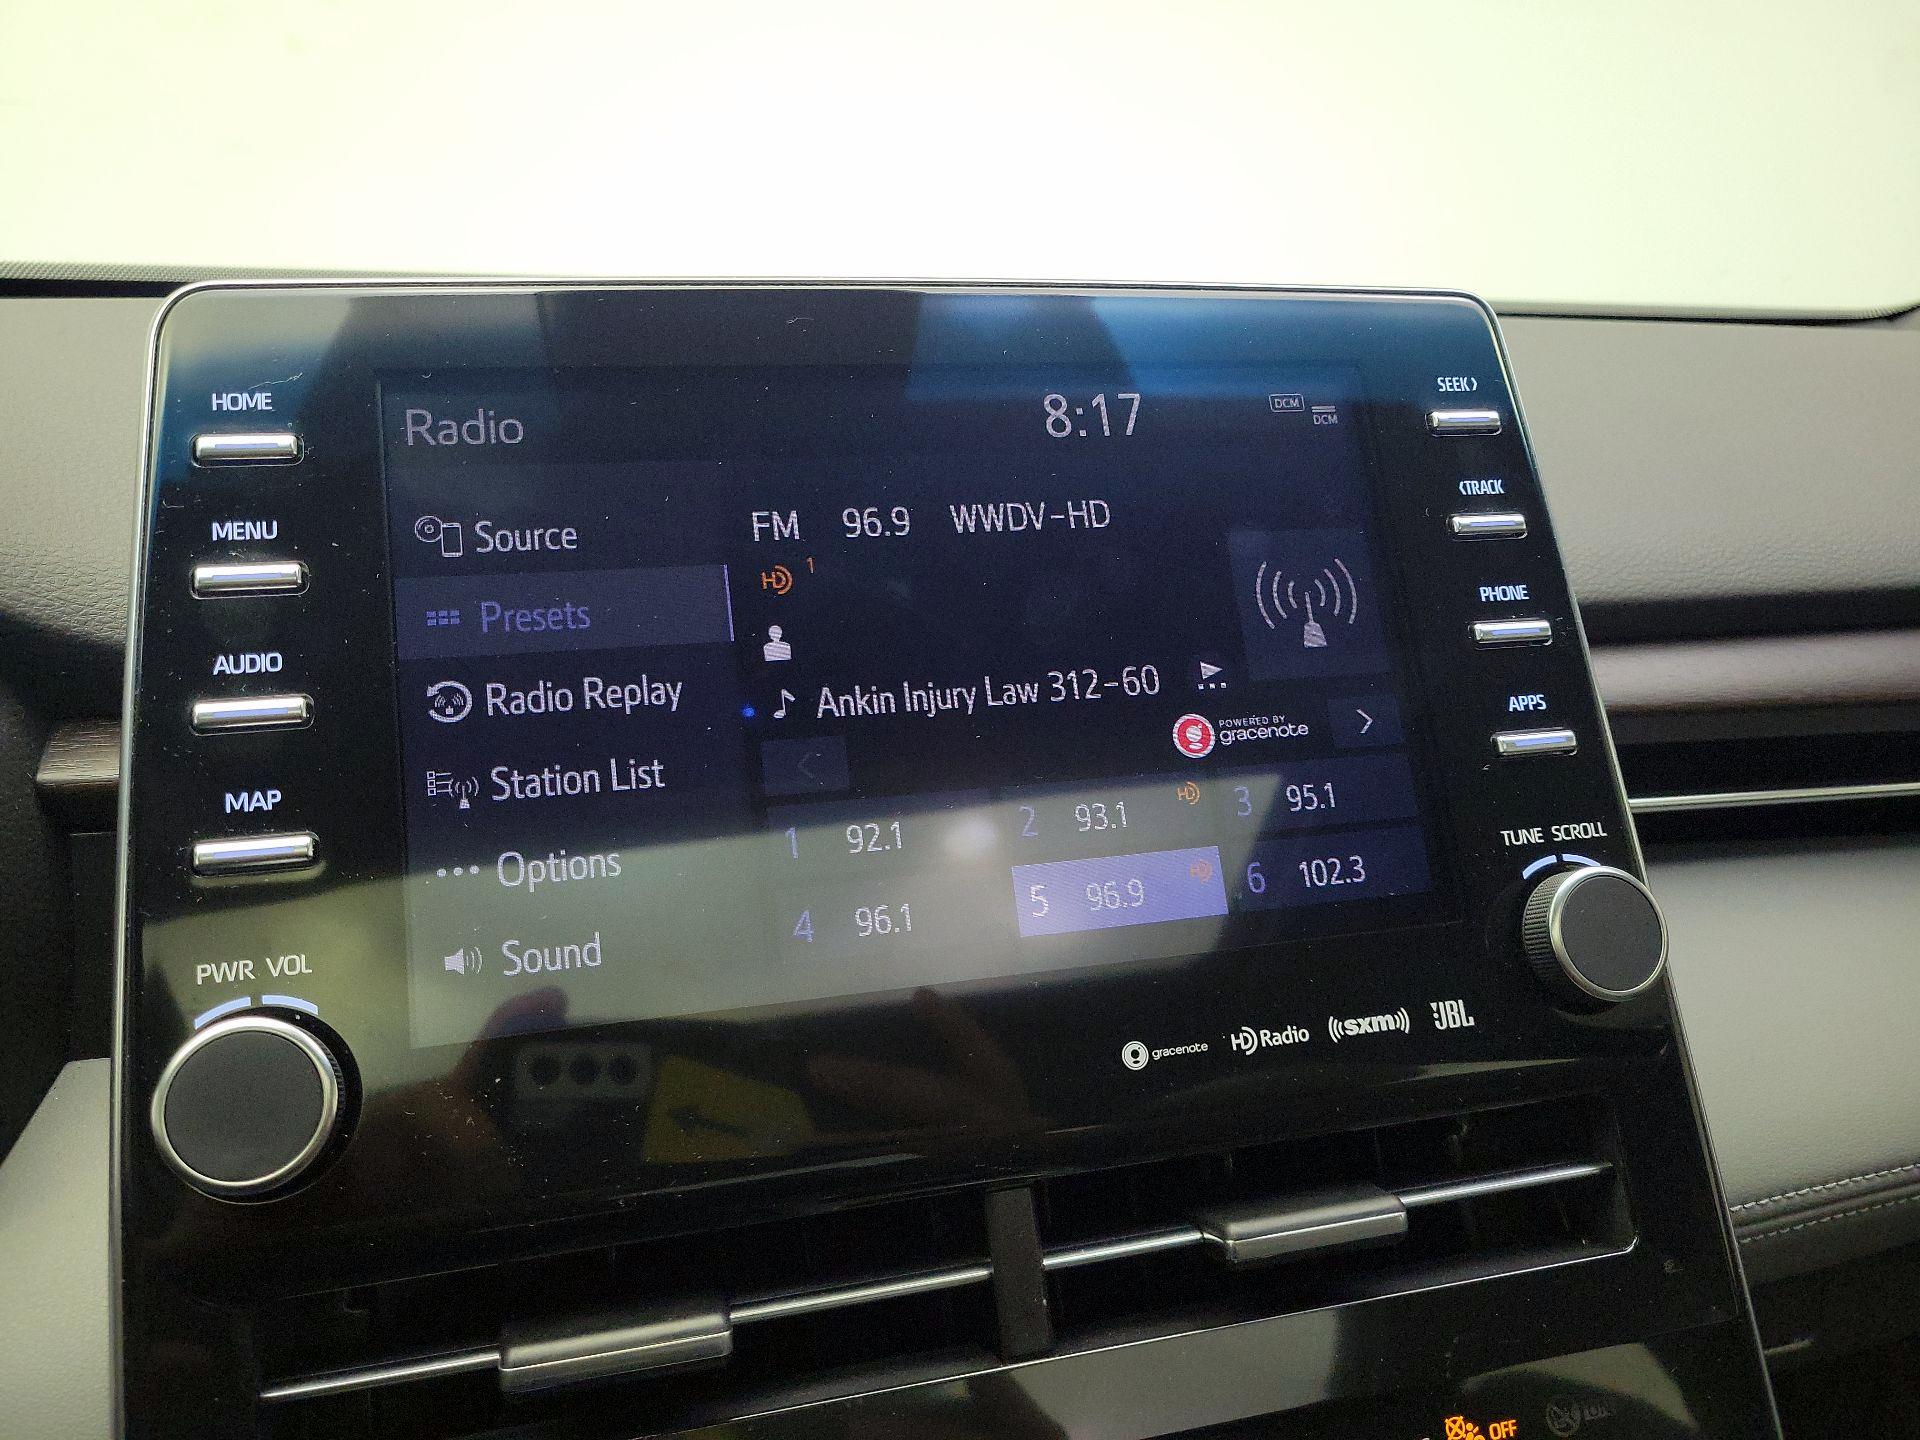 HOME
MENU
AUDIO
MAP
PWR VOL
Radio
8:17
DCM
DCM
Source
Presets
Radio Replay
Station List
Options
Sound
FM 96.9 WWDV-HD
HD 1
Ankin Injury Law 312-60
POWERED BY
gracenote
1 92.1
2 93.1 HD
3 95.1
4 96.1
5 96.9 HD
6 102.3
SEEK>
<TRACK
PHONE
APPS
TUNE SCROLL
gracenote HD Radio ((sxm)) JBL
OFF